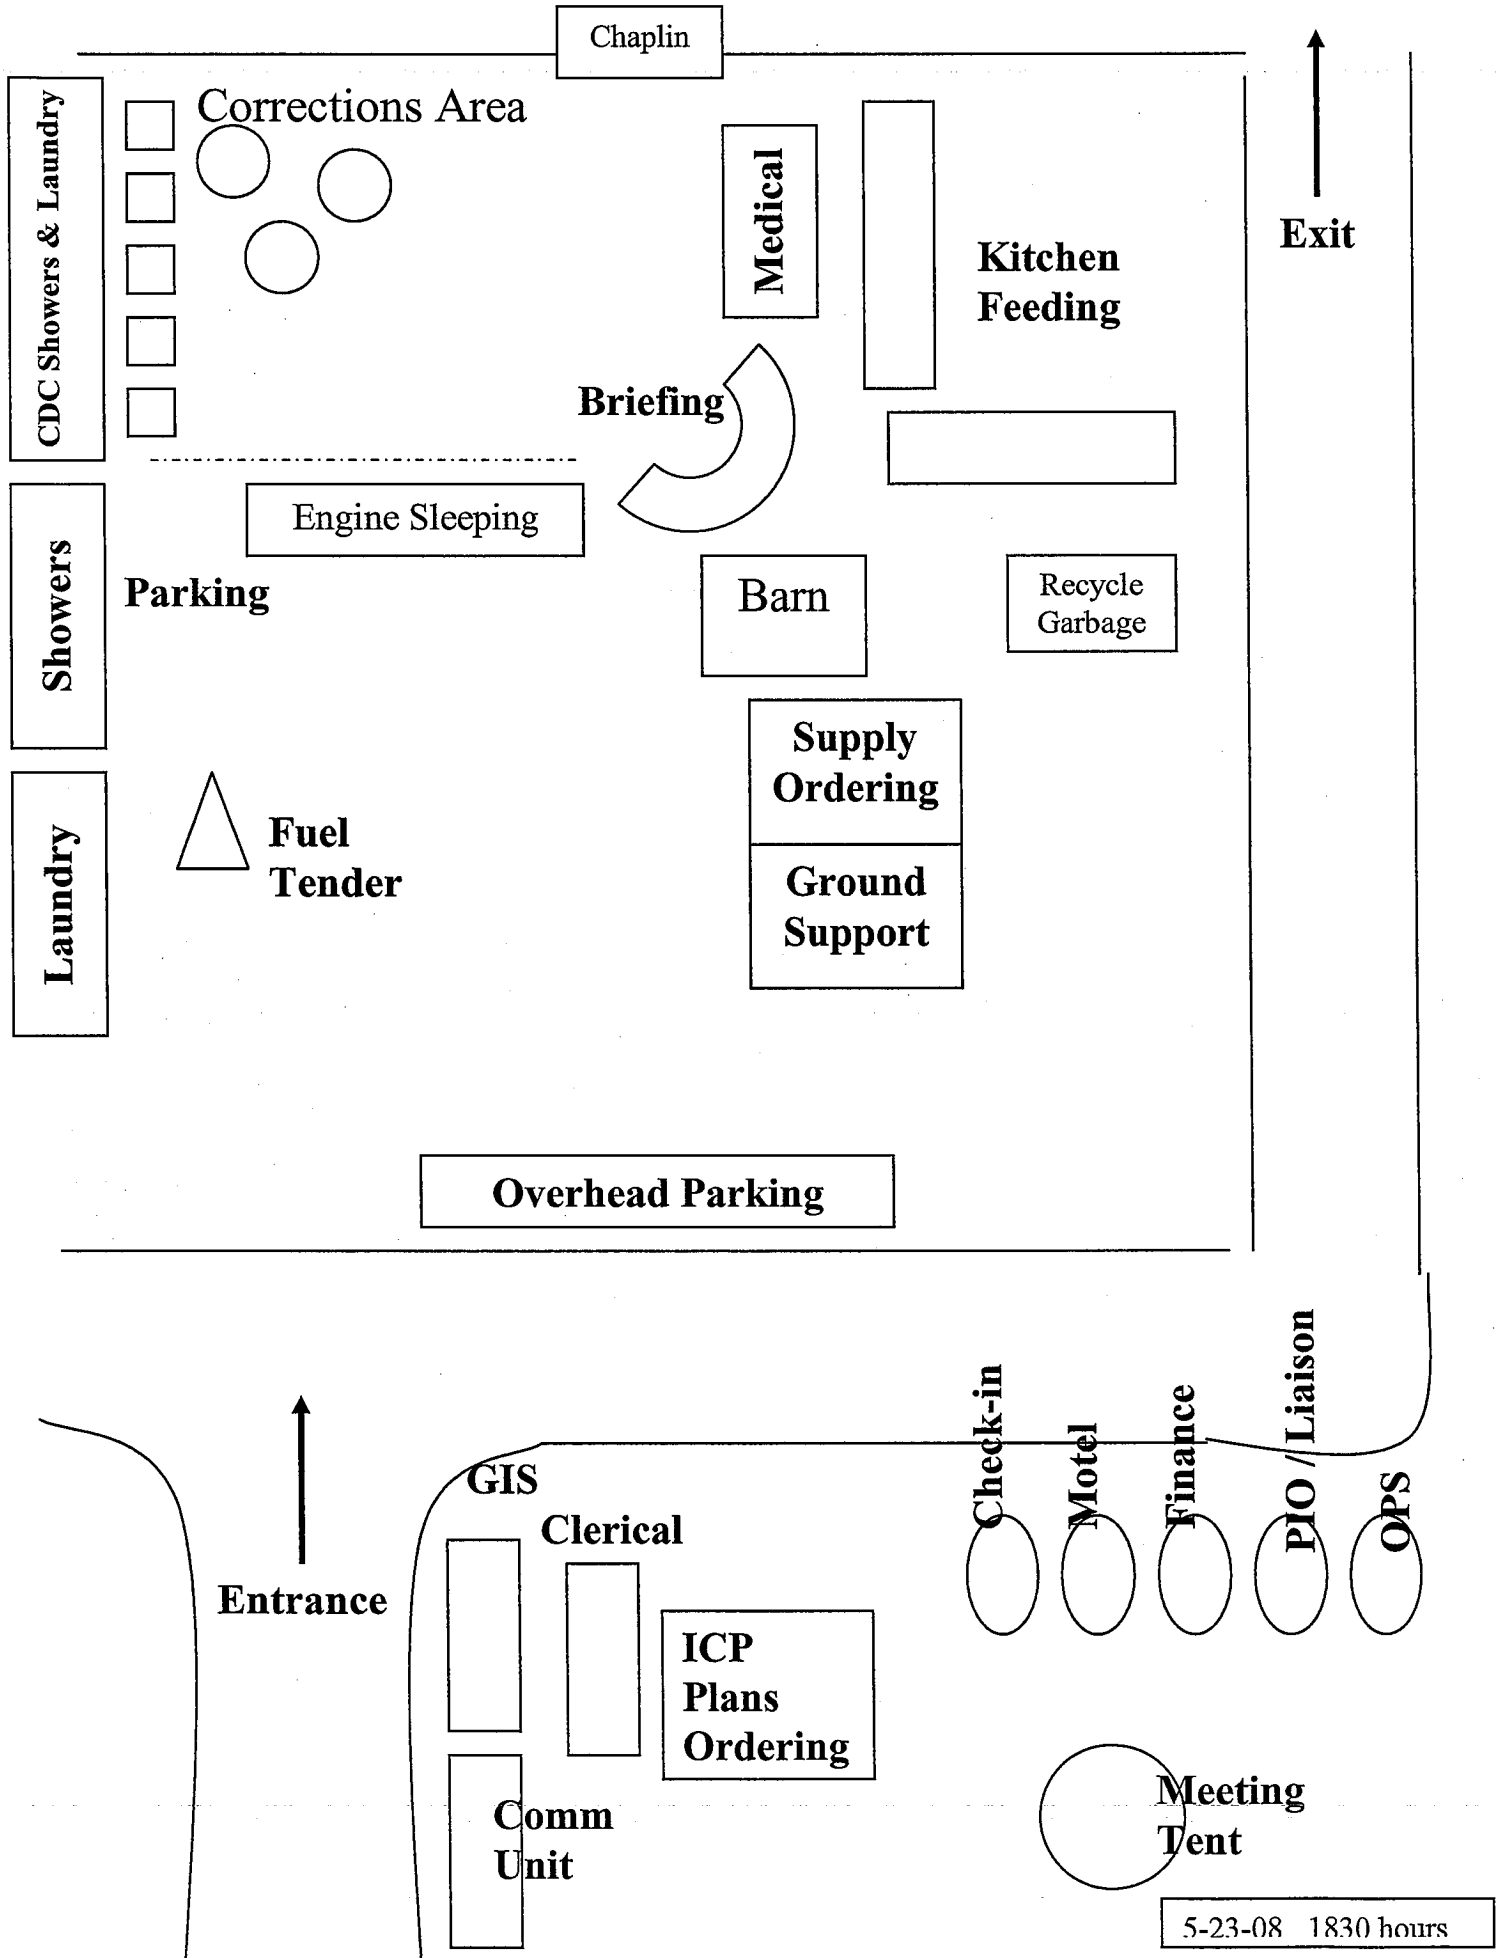 Chaplin
Corrections Area
CDC Showers & Laundry
Medical
Exit
Kitchen
Feeding
Briefing
Engine Sleeping
Showers
Parking
Barn
Recycle
Garbage
Supply
Ordering
Laundry
Fuel
Tender
Ground
Support
Overhead Parking
Check-in
Motel
Finance
PIO / Liaison
OPS
GIS
Clerical
Entrance
ICP
Plans
Ordering
Comm
Unit
Meeting
Tent
5-23-08 1830 hours